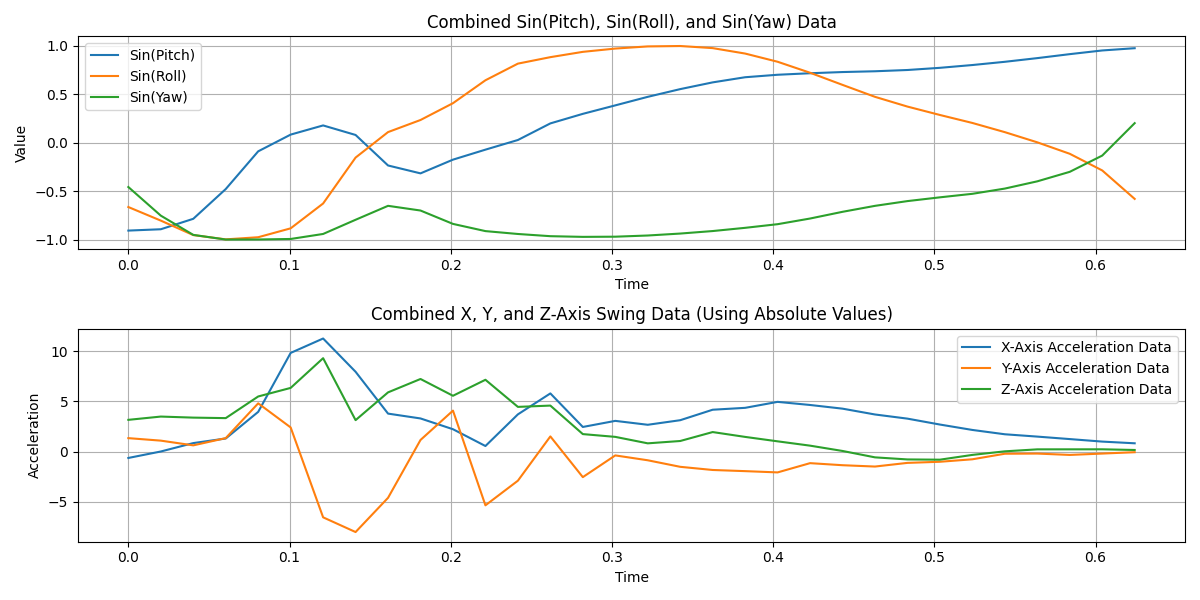 Combined Sin(Pitch), Sin(Roll), and Sin(Yaw) Data
1.0
0.5
0.0
−0.5
−1.0
Value
Sin(Pitch)
Sin(Roll)
Sin(Yaw)
0.0 0.1 0.2 0.3 0.4 0.5 0.6
Time
Combined X, Y, and Z-Axis Swing Data (Using Absolute Values)
10
5
0
−5
Acceleration
X-Axis Acceleration Data
Y-Axis Acceleration Data
Z-Axis Acceleration Data
0.0 0.1 0.2 0.3 0.4 0.5 0.6
Time